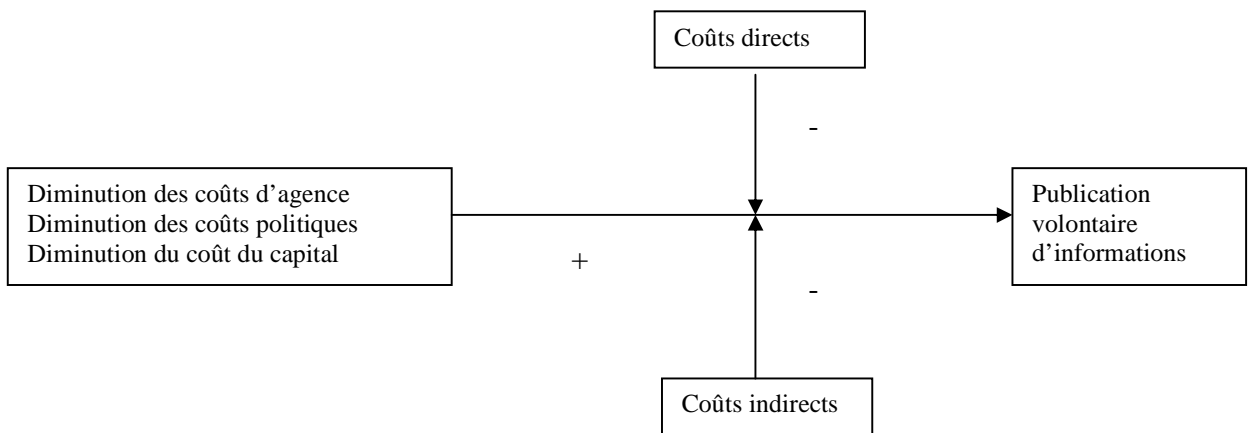 Coûts directs
-
Diminution des coûts d’agence
Diminution des coûts politiques
Diminution du coût du capital
+
Publication
volontaire
d’informations
-
Coûts indirects